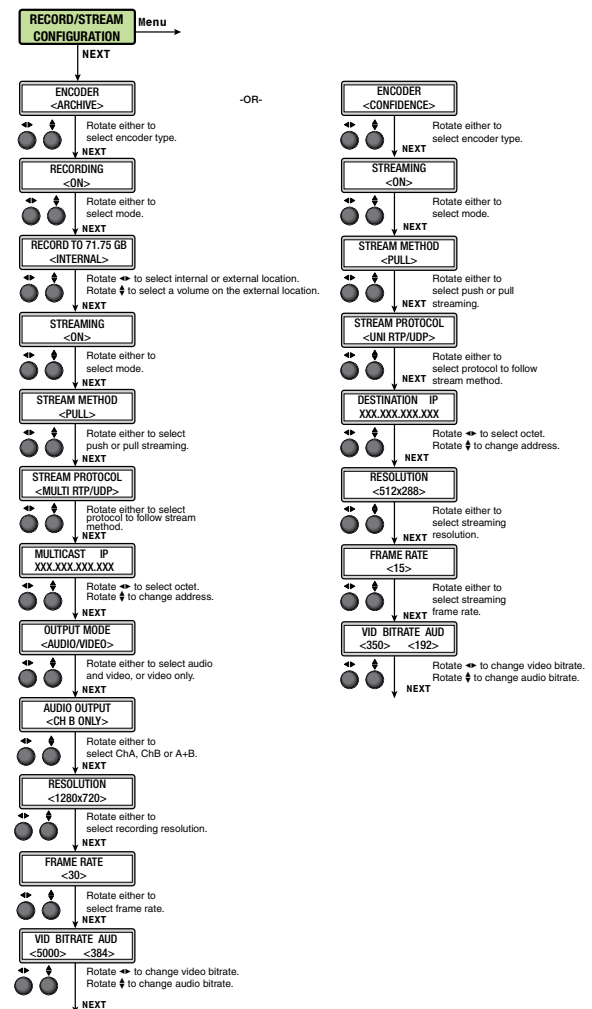 RECORD/STREAM
CONFIGURATION
Menu
NEXT
ENCODER
<ARCHIVE>
Rotate either to
select encoder type.
NEXT
RECORDING
<ON>
Rotate either to
select mode.
NEXT
RECORD TO 71.75 GB
<INTERNAL>
Rotate ◄► to select internal or external location.
Rotate ▲▼ to select a volume on the external location.
NEXT
STREAMING
<ON>
Rotate either to
select mode.
NEXT
STREAM METHOD
<PULL>
Rotate either to select
push or pull streaming.
NEXT
STREAM PROTOCOL
<MULTI RTP/UDP>
Rotate either to select
protocol to follow stream
method.
NEXT
MULTICAST IP
XXX.XXX.XXX.XXX
Rotate ◄► to select octet.
Rotate ▲▼ to change address.
NEXT
OUTPUT MODE
<AUDIO/VIDEO>
Rotate either to select audio
and video, or video only.
NEXT
AUDIO OUTPUT
<CH B ONLY>
Rotate either to
select ChA, ChB or A+B.
NEXT
RESOLUTION
<1280x720>
Rotate either to
select recording resolution.
NEXT
FRAME RATE
<30>
Rotate either to
select frame rate.
NEXT
VID BITRATE AUD
<5000> <384>
Rotate ◄► to change video bitrate.
Rotate ▲▼ to change audio bitrate.
NEXT
-OR-
ENCODER
<CONFIDENCE>
Rotate either to
select encoder type.
NEXT
STREAMING
<ON>
Rotate either to
select mode.
NEXT
STREAM METHOD
<PULL>
Rotate either to
select push or pull
NEXT streaming.
STREAM PROTOCOL
<UNI RTP/UDP>
Rotate either to
select protocol to follow
NEXT stream method.
DESTINATION IP
XXX.XXX.XXX.XXX
Rotate ◄► to select octet.
Rotate ▲▼ to change address.
NEXT
RESOLUTION
<512x288>
Rotate either to
select streaming
NEXT resolution.
FRAME RATE
<15>
Rotate either to
select streaming
NEXT frame rate.
VID BITRATE AUD
<350> <192>
Rotate ◄► to change video bitrate.
Rotate ▲▼ to change audio bitrate.
NEXT